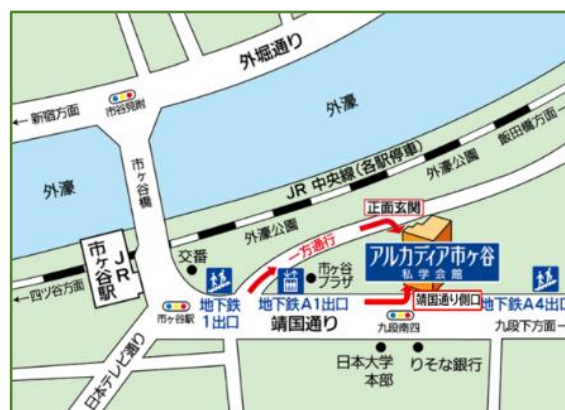 外堀通り
←新宿方面
市谷見附
外濠
外濠
市ヶ谷橋
JR 中央線(各駅停車)
飯田橋方面→
外濠公園
外濠公園
正面玄関
一方通行
アルカディア市ヶ谷
私学会館
交番
市ヶ谷
プラザ
JR
市ヶ谷駅
←四ツ谷方面
地下鉄
1出口
地下鉄A1出口
靖国通り側口
地下鉄A4出口
市ヶ谷駅
靖国通り
九段南四
九段下方面→
日本テレビ通り
日本大学
本部
りそな銀行